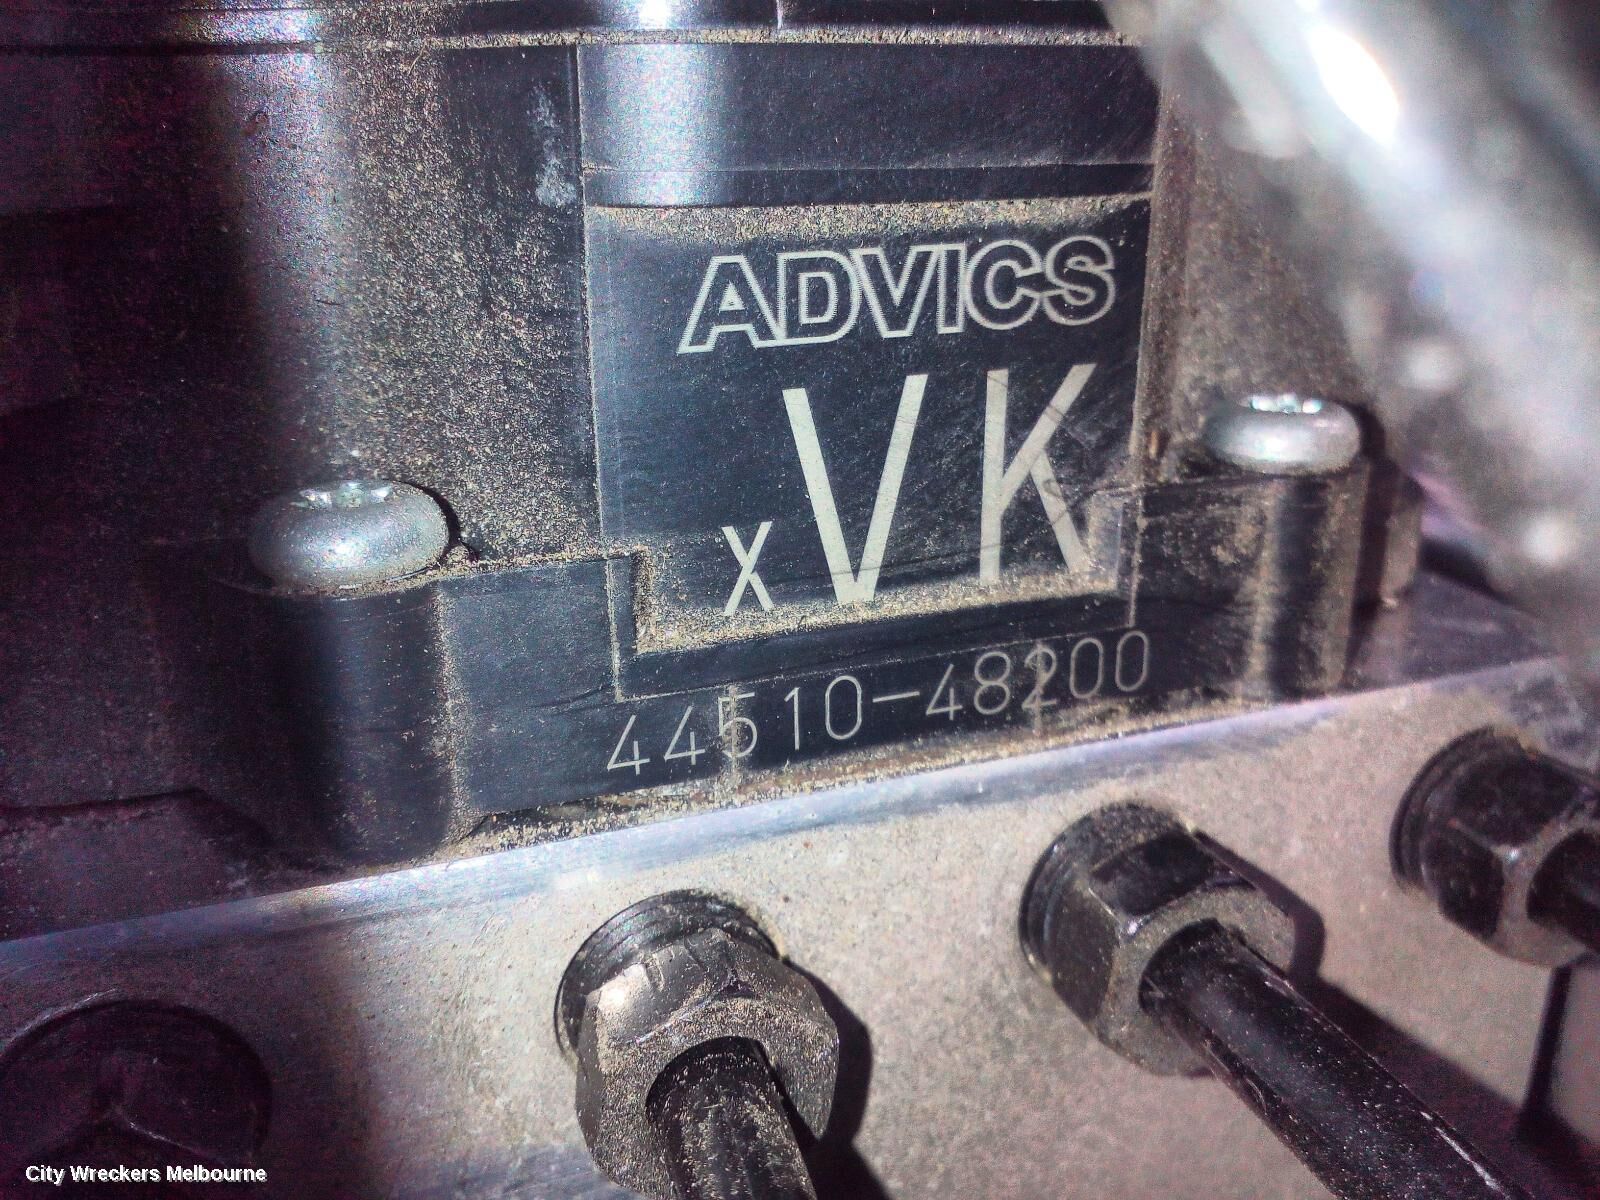 ADVICS
xVK
44510-48200
City Wreckers Melbourne